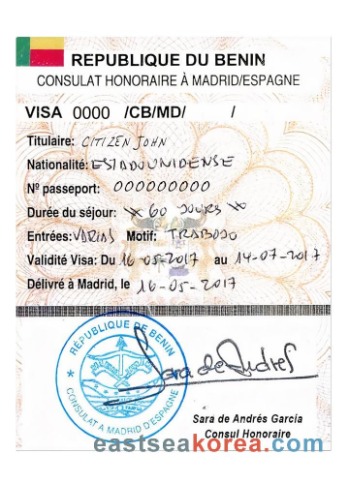 REPUBLIQUE DU BENIN
CONSULAT HONORAIRE À MADRID/ESPAGNE
VISA 0000 /CB/MD/ /
Titulaire: CITIZEN JOHN
Nationalité: ESTADOUNIDENSE
Nº passeport: 000000000
Durée du séjour: * 60 JOURS *
Entrées: VARIAS Motif: TRABAJO
Validité Visa: Du 16-05-2017 au 14-07-2017
Délivré à Madrid, le 16-05-2017
RÉPUBLIQUE DE BENIN
CONSULAT A MADRID D'ESPAGNE
Sara de Andres
Sara de Andrés García
Consul Honoraire
eastseakorea.com